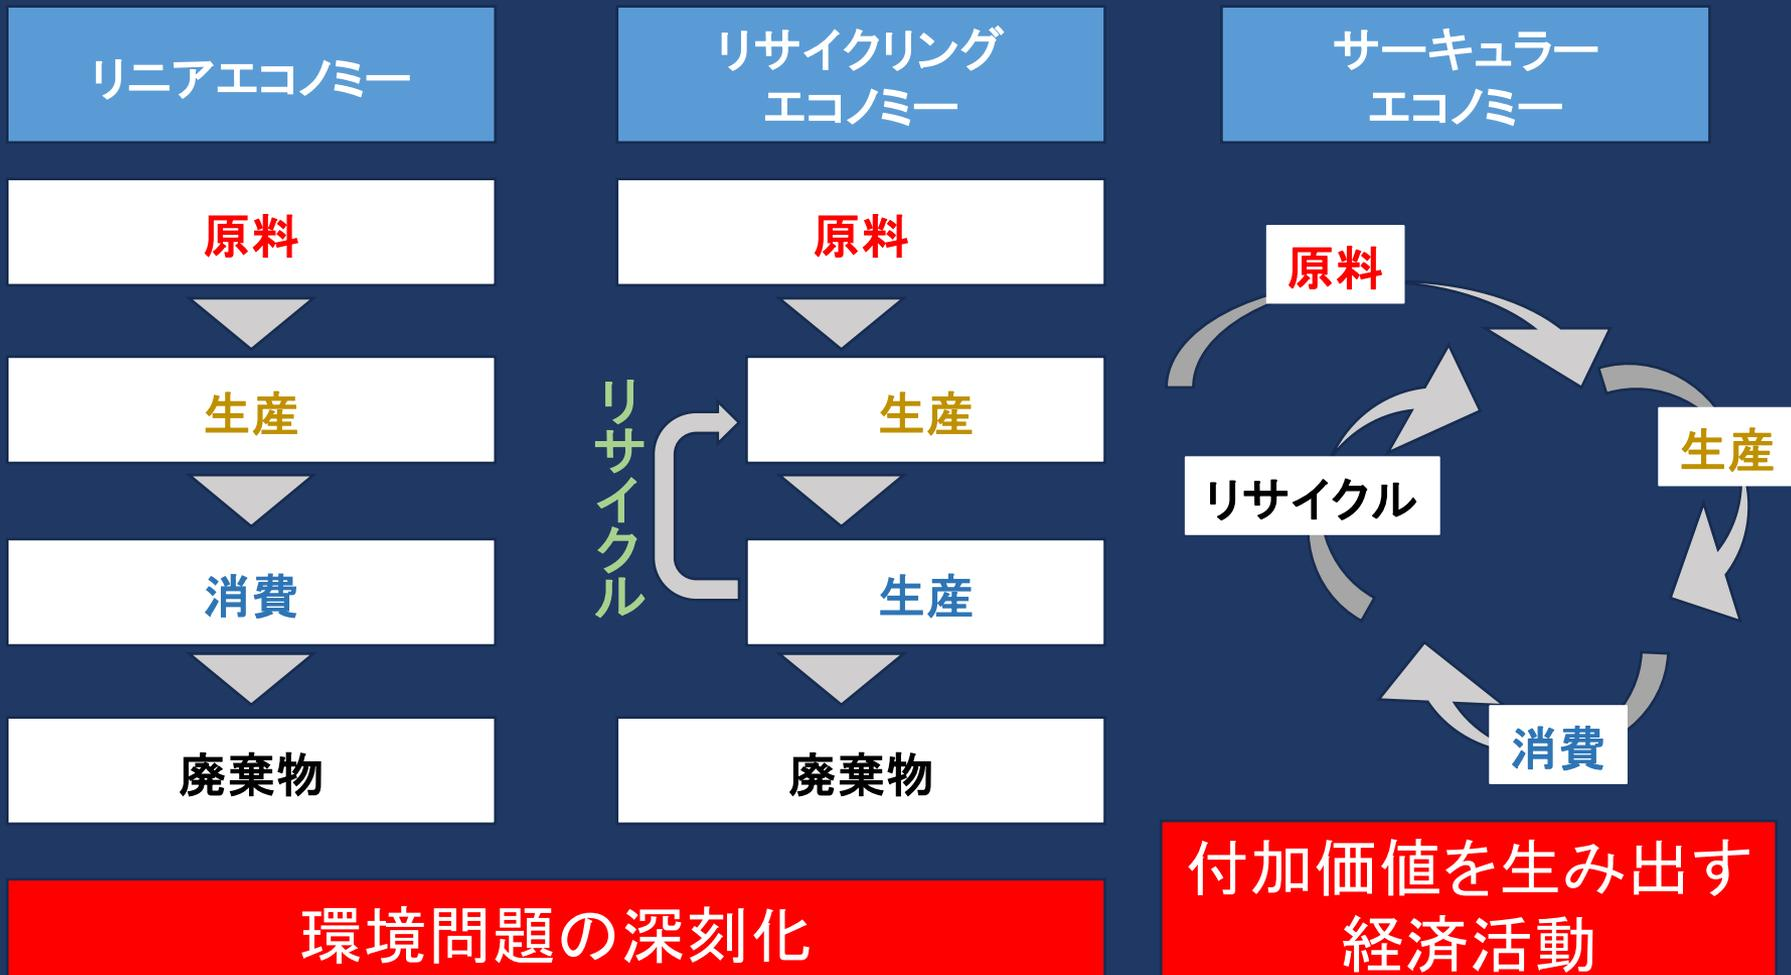 リニアエコノミー
原料
生産
消費
廃棄物
リサイクリング
エコノミー
原料
リサイクル
生産
生産
廃棄物
環境問題の深刻化
サーキュラー
エコノミー
原料
生産
リサイクル
消費
付加価値を生み出す
経済活動